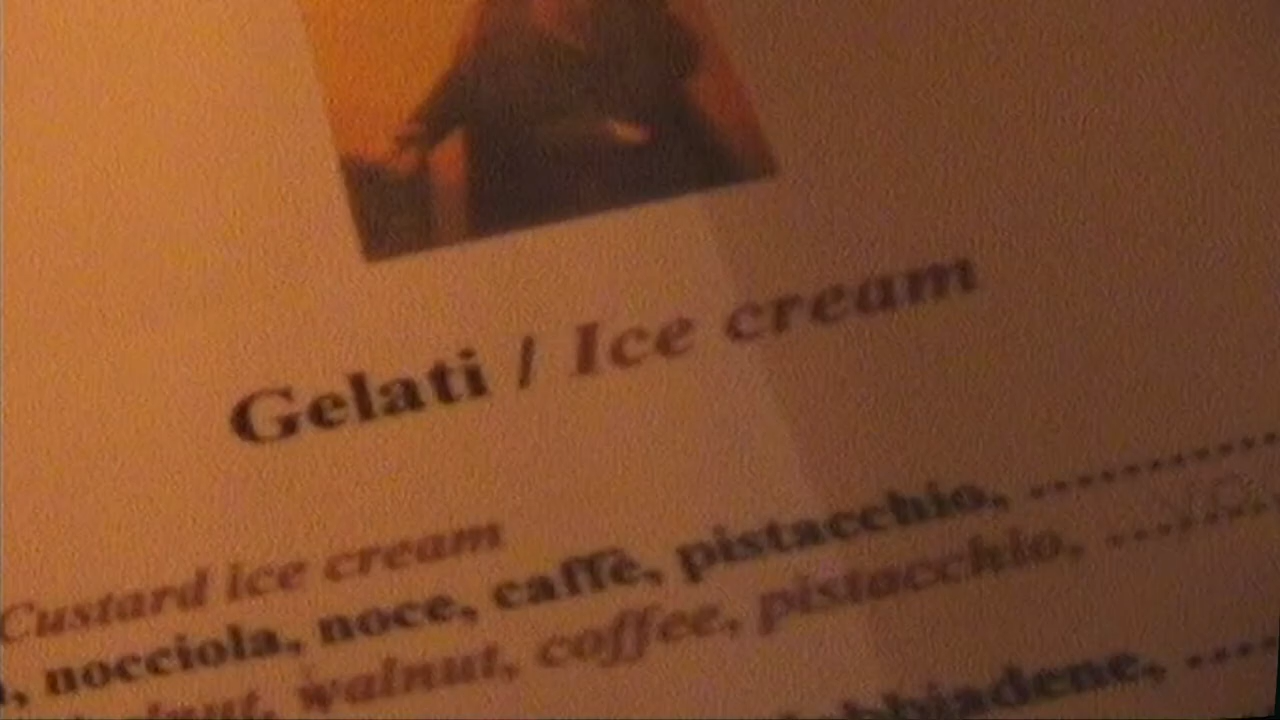 Gelati / Ice cream
Custard ice cream
nocciola, noce, caffè, pistacchio, ............
walnut, coffee, pistacchio, ...........